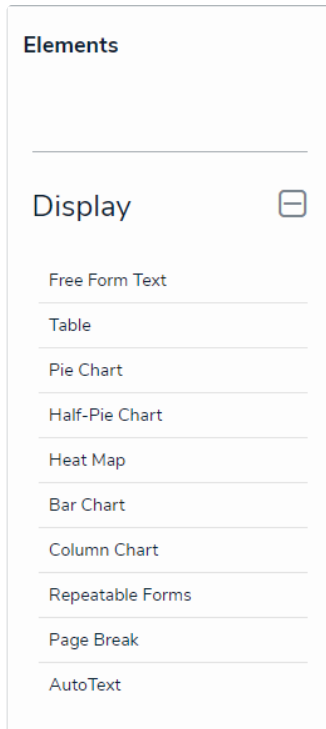 Elements
Display
Free Form Text
Table
Pie Chart
Half-Pie Chart
Heat Map
Bar Chart
Column Chart
Repeatable Forms
Page Break
AutoText